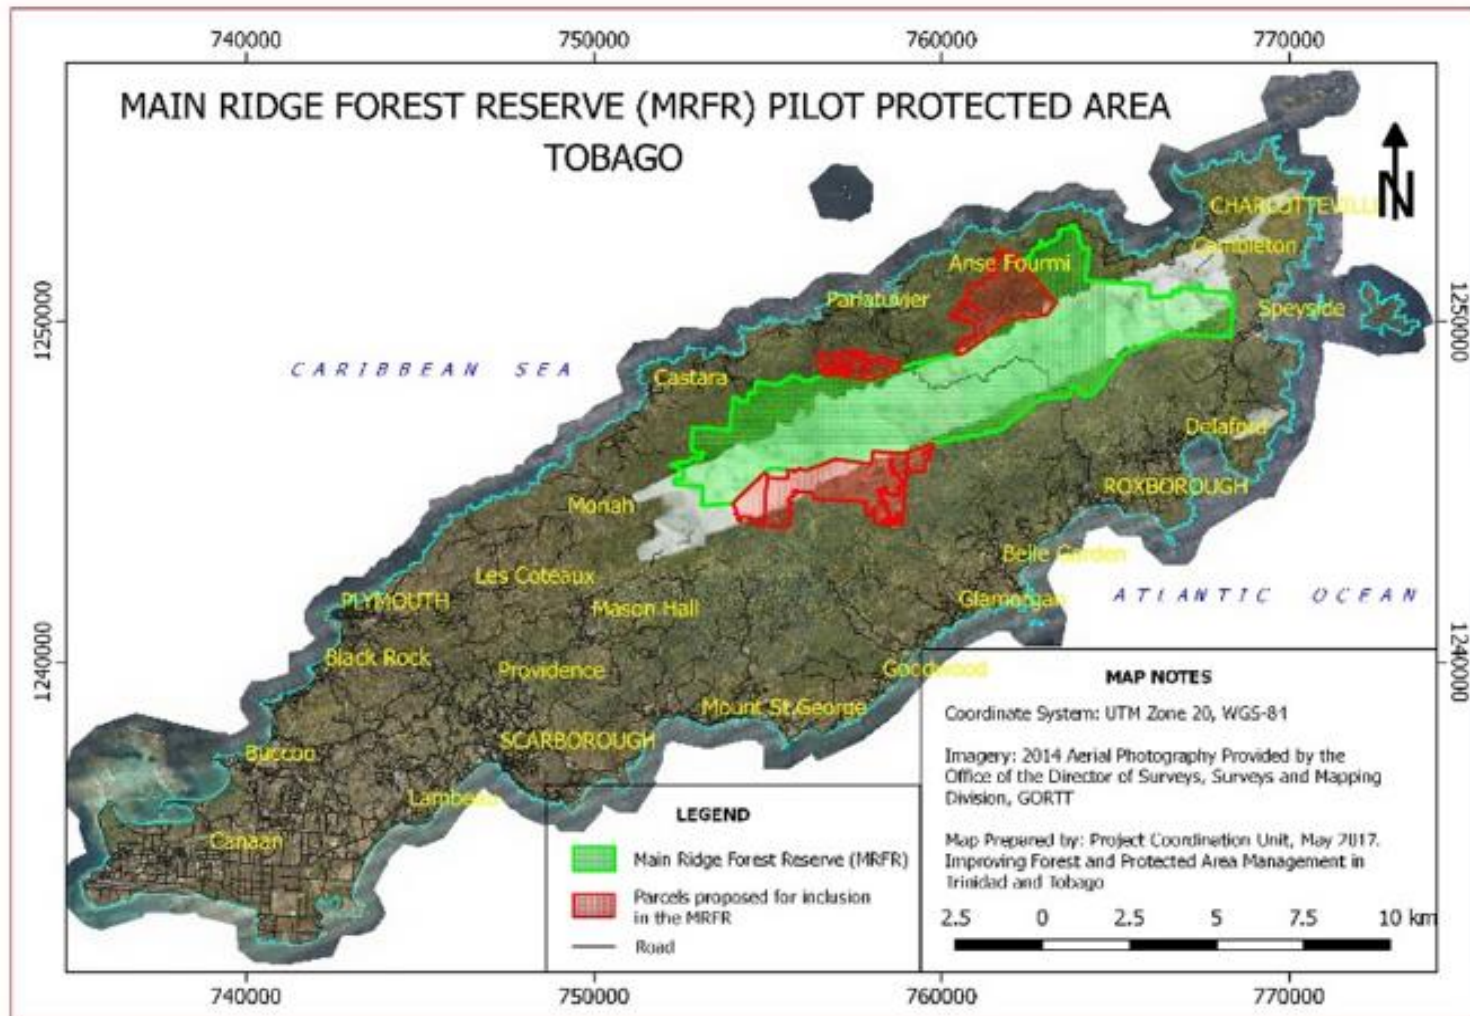 740000
750000
760000
770000
MAIN RIDGE FOREST RESERVE (MRFR) PILOT PROTECTED AREA
TOBAGO
N
CHARLOTTEVILLE
Cambleton
Anse Fourmi
Parlatuvier
Speyside
1250000
1250000
CARIBBEAN SEA
Castara
Delaford
ROXBOROUGH
Monah
Belle Garden
Les Coteaux
Glamorgan
ATLANTIC OCEAN
PLYMOUTH
Mason Hall
Black Rock
Providence
Goodwood
1240000
1240000
Mount St.George
SCARBOROUGH
Buccoo
Lambeau
Canaan
LEGEND
Main Ridge Forest Reserve (MRFR)
Parcels proposed for inclusion
in the MRFR
Road
MAP NOTES
Coordinate System: UTM Zone 20, WGS-84
Imagery: 2014 Aerial Photography Provided by the
Office of the Director of Surveys, Surveys and Mapping
Division, GORTT
Map Prepared by: Project Coordination Unit, May 2017.
Improving Forest and Protected Area Management in
Trinidad and Tobago
2.5 0 2.5 5 7.5 10 km
740000
750000
760000
770000